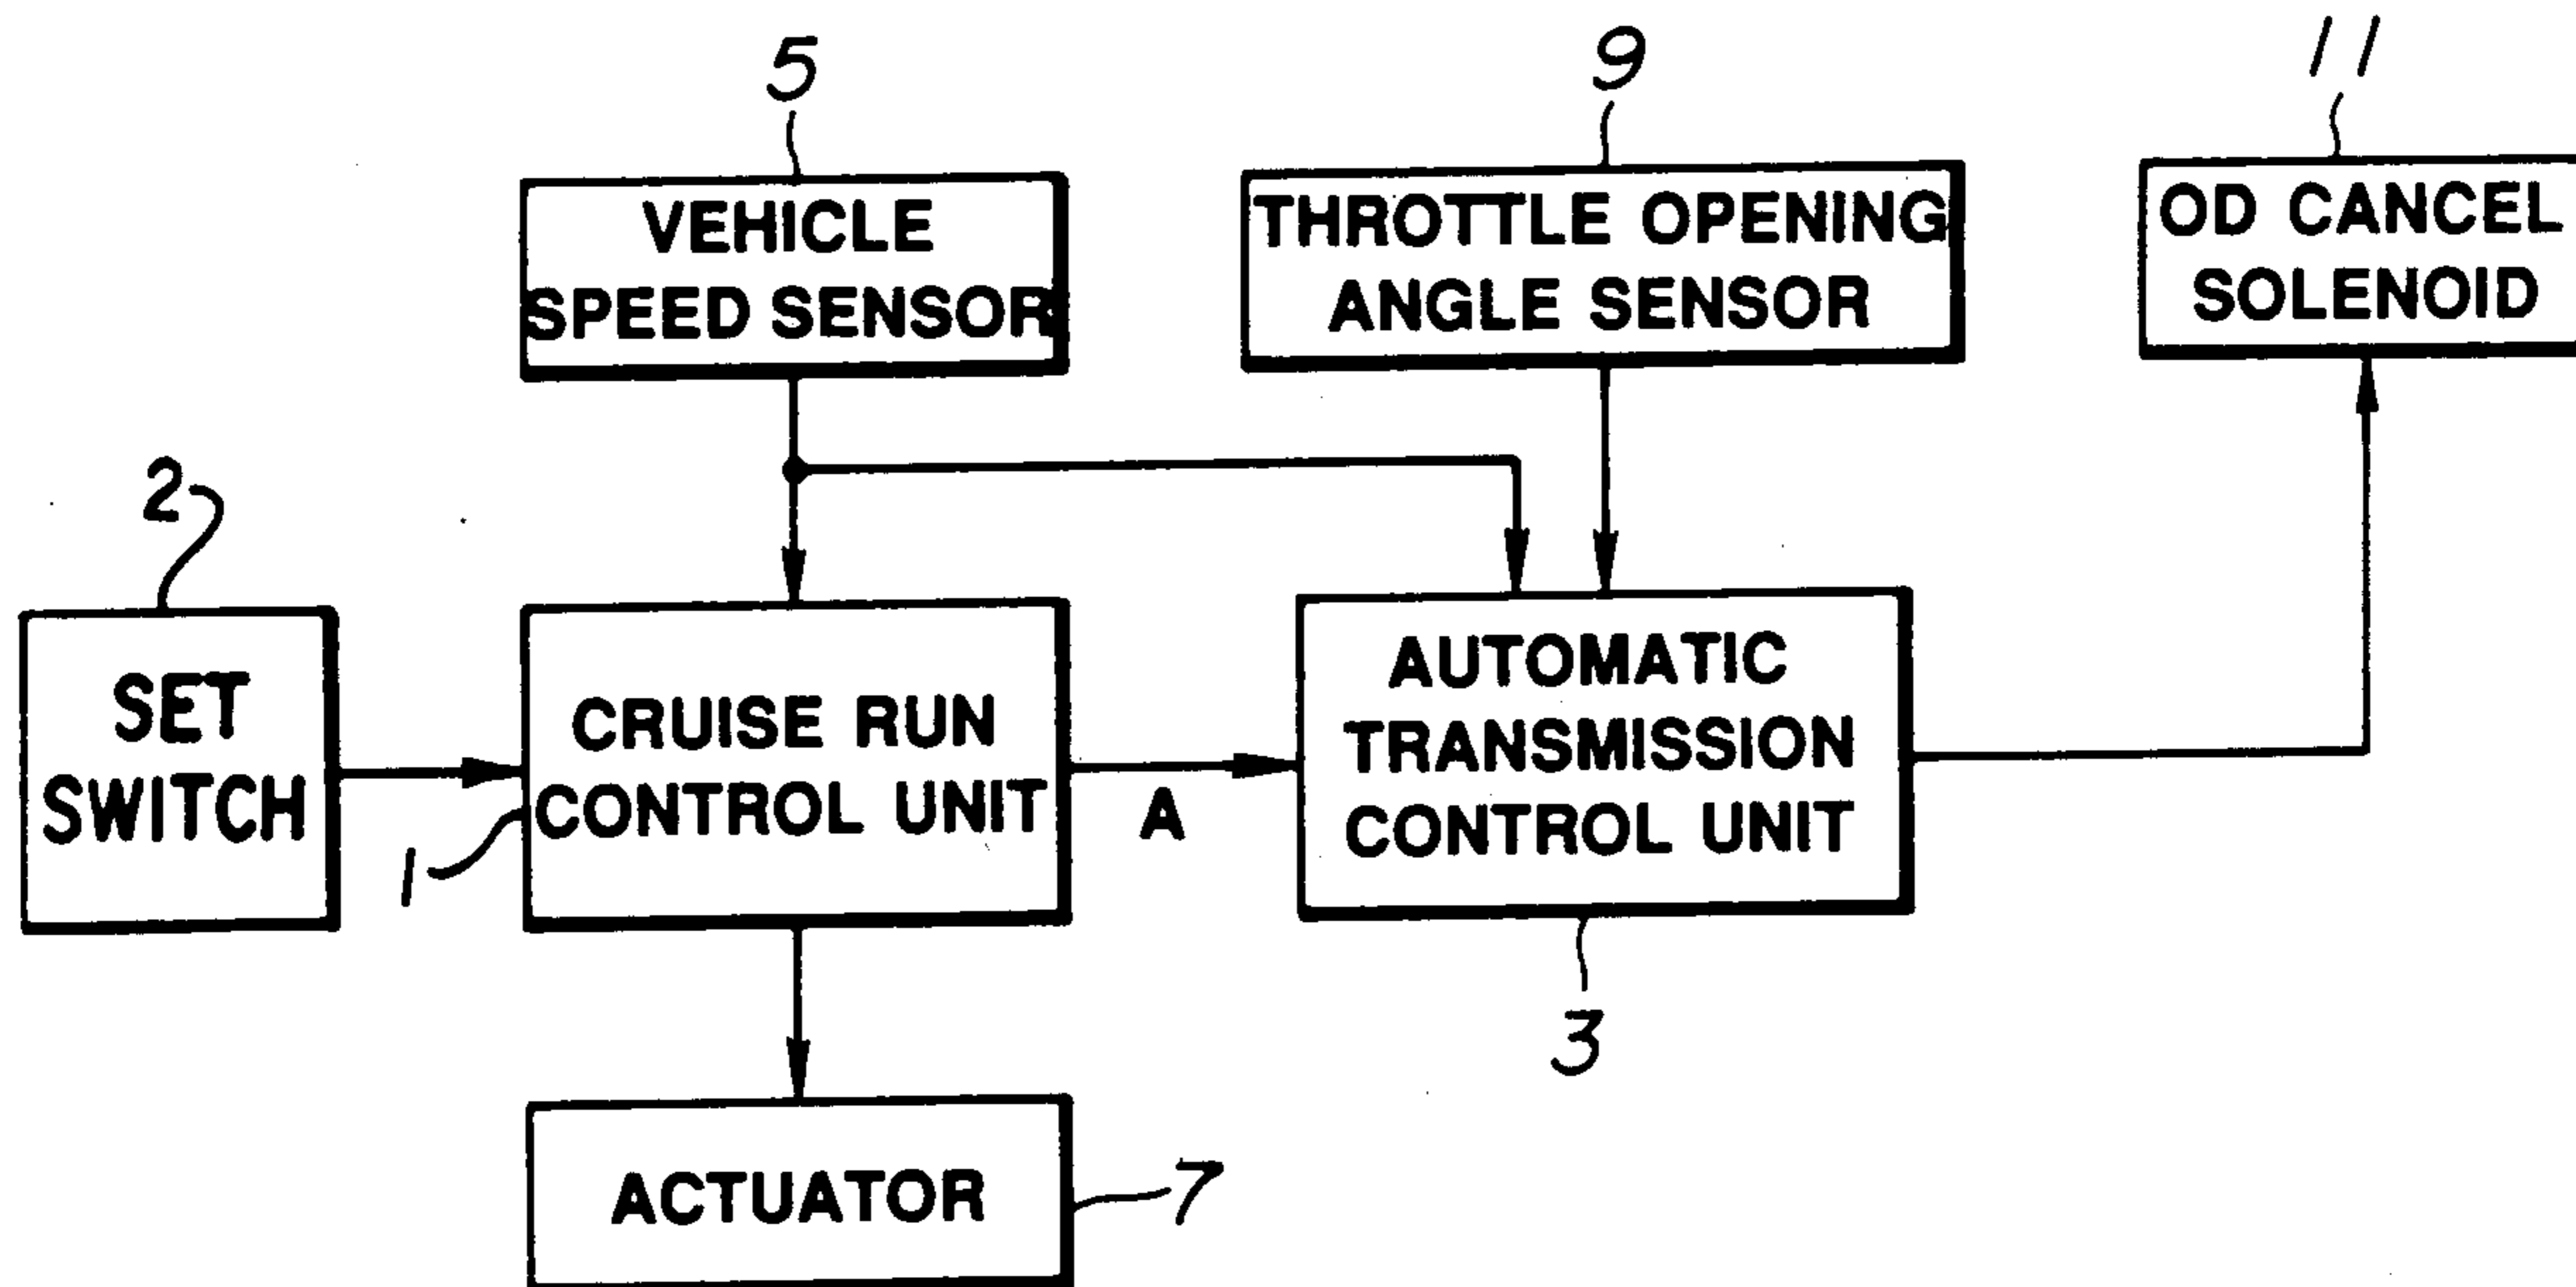 5
9
11
VEHICLE
SPEED SENSOR
THROTTLE OPENING
ANGLE SENSOR
OD CANCEL
SOLENOID
2
SET
SWITCH
1
CRUISE RUN
CONTROL UNIT
A
AUTOMATIC
TRANSMISSION
CONTROL UNIT
3
ACTUATOR
7